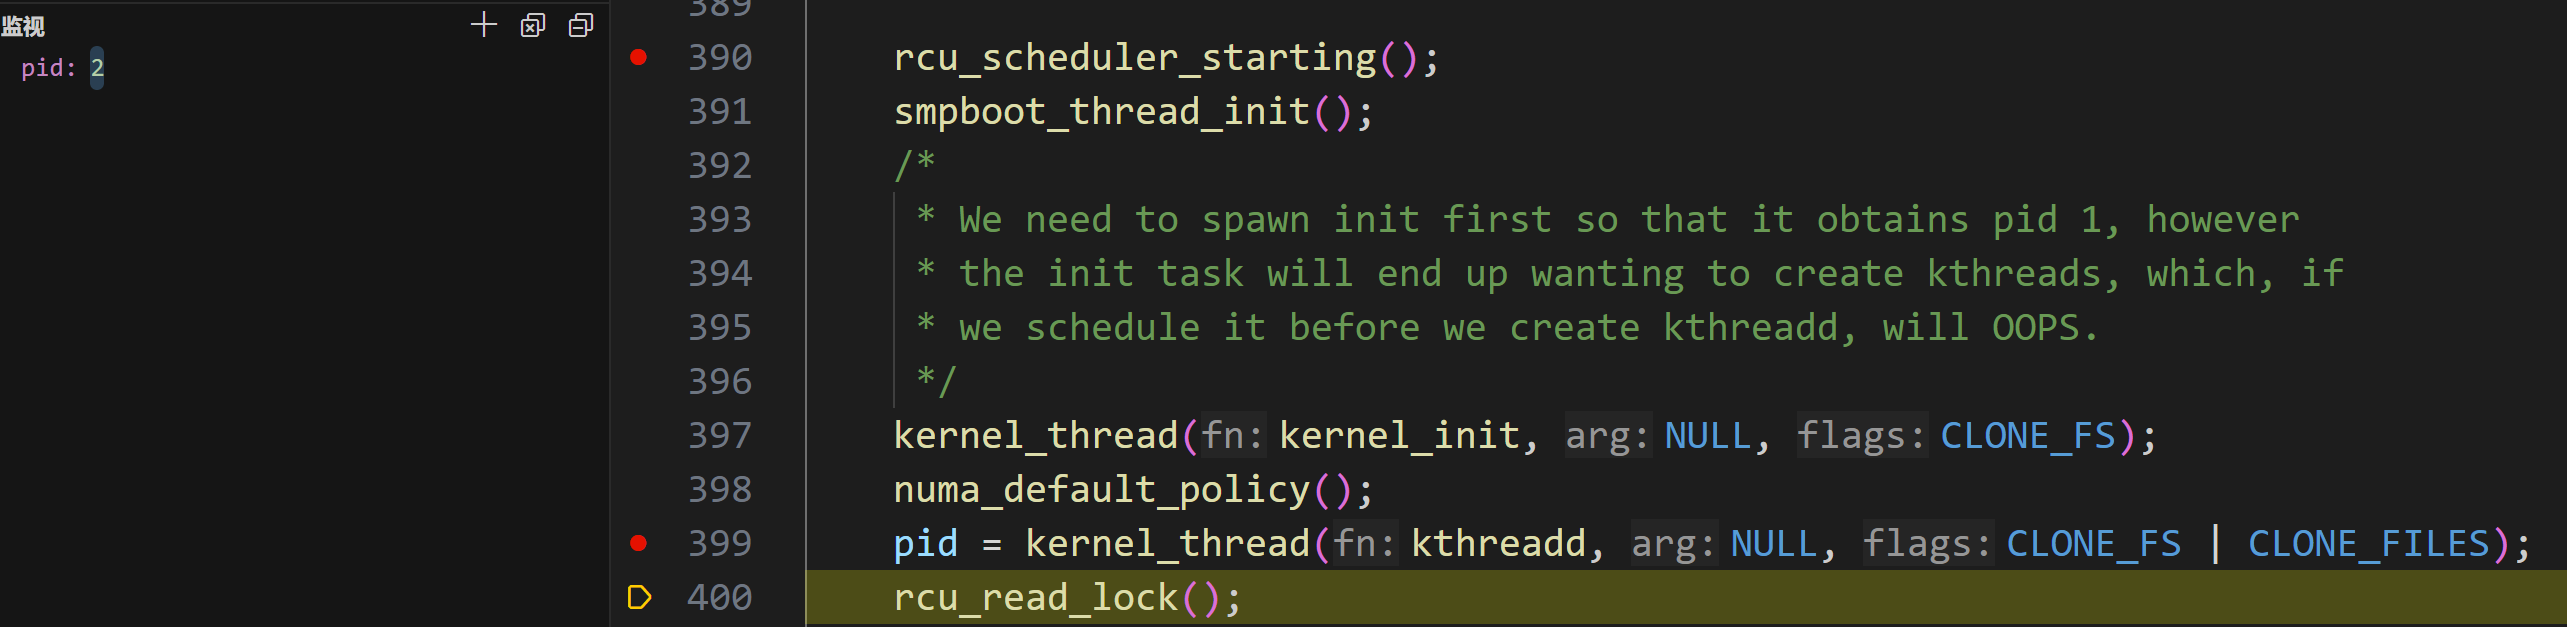 监视
pid: 2
389
390 rcu_scheduler_starting();
391 smpboot_thread_init();
392 /*
393 * We need to spawn init first so that it obtains pid 1, however
394 * the init task will end up wanting to create kthreads, which, if
395 * we schedule it before we create kthreadd, will OOPS.
396 */
397 kernel_thread(fn: kernel_init, arg: NULL, flags: CLONE_FS);
398 numa_default_policy();
399 pid = kernel_thread(fn: kthreadd, arg: NULL, flags: CLONE_FS | CLONE_FILES);
400 rcu_read_lock();